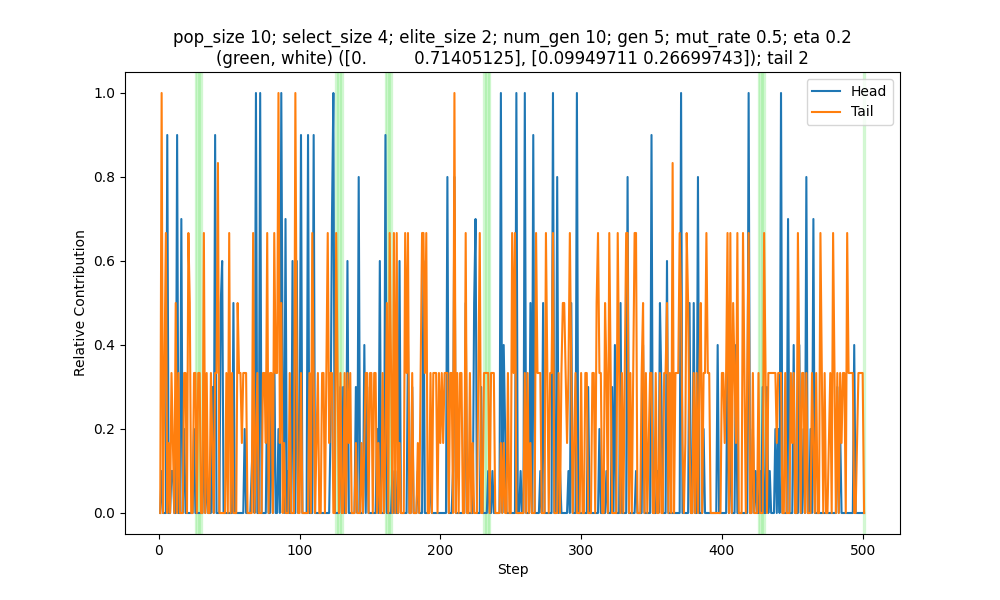 pop_size 10; select_size 4; elite_size 2; num_gen 10; gen 5; mut_rate 0.5; eta 0.2
(green, white) ([0. 0.71405125], [0.09949711 0.26699743]); tail 2
Head
Tail
1.0
0.8
0.6
0.4
0.2
0.0
Relative Contribution
0 100 200 300 400 500
Step